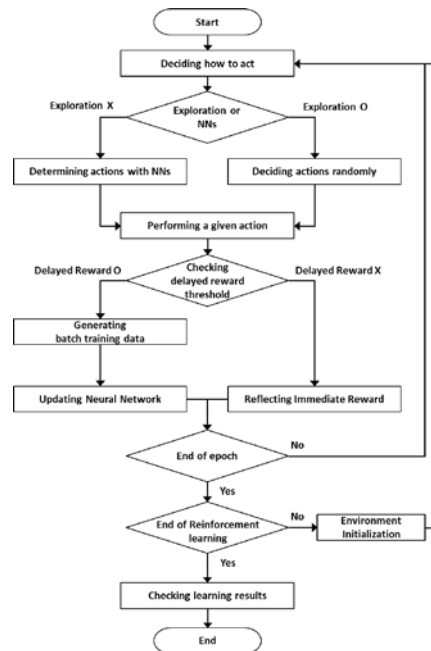 Start
Deciding how to act
Exploration X
Exploration O
Exploration or
NNs
Determining actions with NNs
Deciding actions randomly
Performing a given action
Delayed Reward O
Delayed Reward X
Checking
delayed reward
threshold
Generating
batch training data
Updating Neural Network
Reflecting Immediate Reward
No
End of epoch
Yes
No
End of Reinforcement
learning
Environment
Initialization
Yes
Checking learning results
End